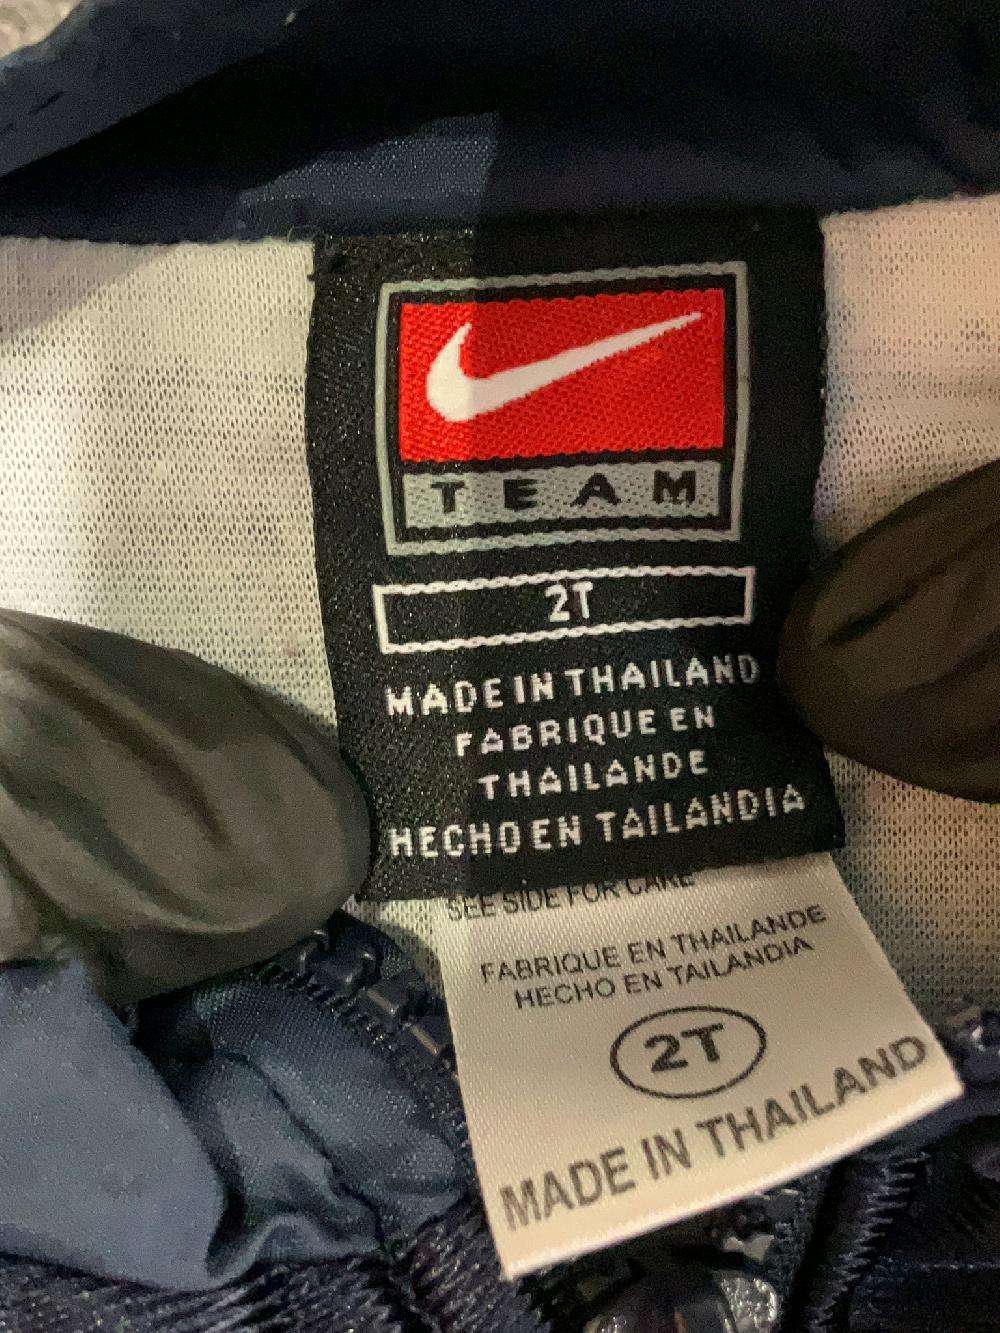 TEAM
2T
MADE IN THAILAND
FABRIQUE EN
THAILANDE
HECHO EN TAILANDIA
SEE SIDE FOR CARE
FABRIQUE EN THAILANDE
HECHO EN TAILANDIA
2T
MADE IN THAILAND